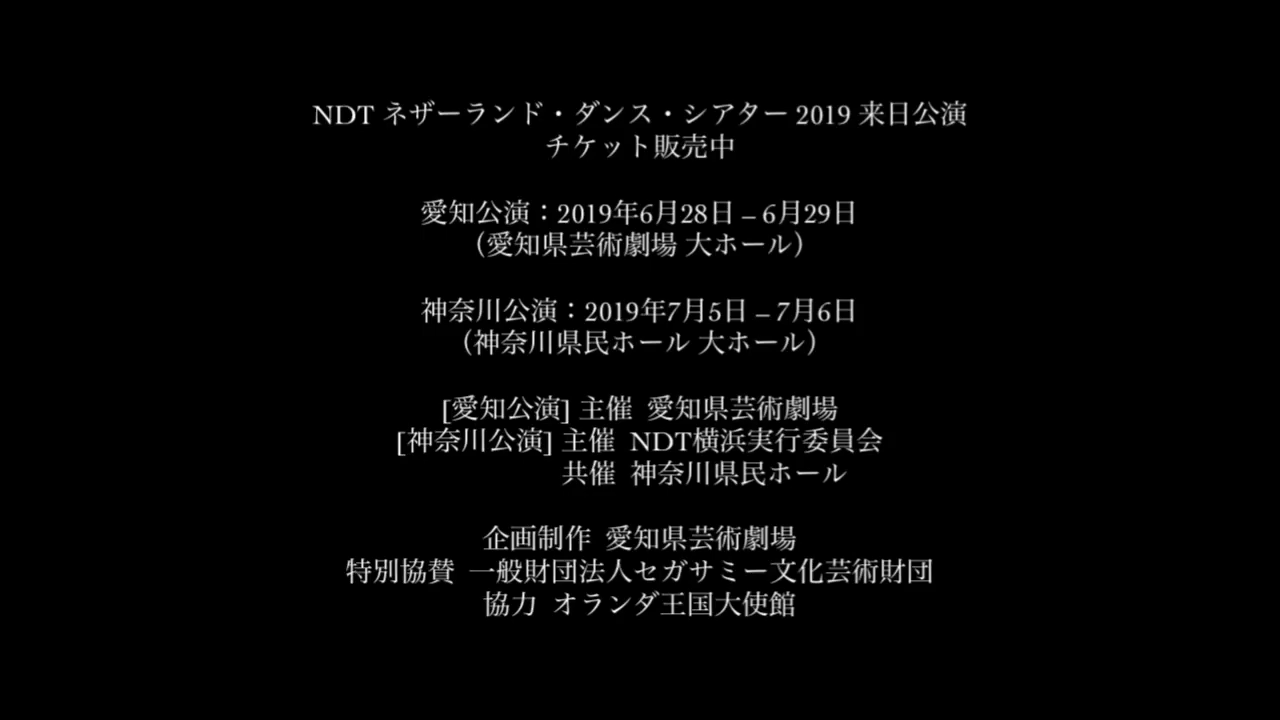 NDT ネザーランド・ダンス・シアター 2019 来日公演
チケット販売中
愛知公演：2019年6月28日 – 6月29日
（愛知県芸術劇場 大ホール）
神奈川公演：2019年7月5日 – 7月6日
（神奈川県民ホール 大ホール）
[愛知公演] 主催 愛知県芸術劇場
[神奈川公演] 主催 NDT横浜実行委員会
共催 神奈川県民ホール
企画制作 愛知県芸術劇場
特別協賛 一般財団法人セガサミー文化芸術財団
協力 オランダ王国大使館